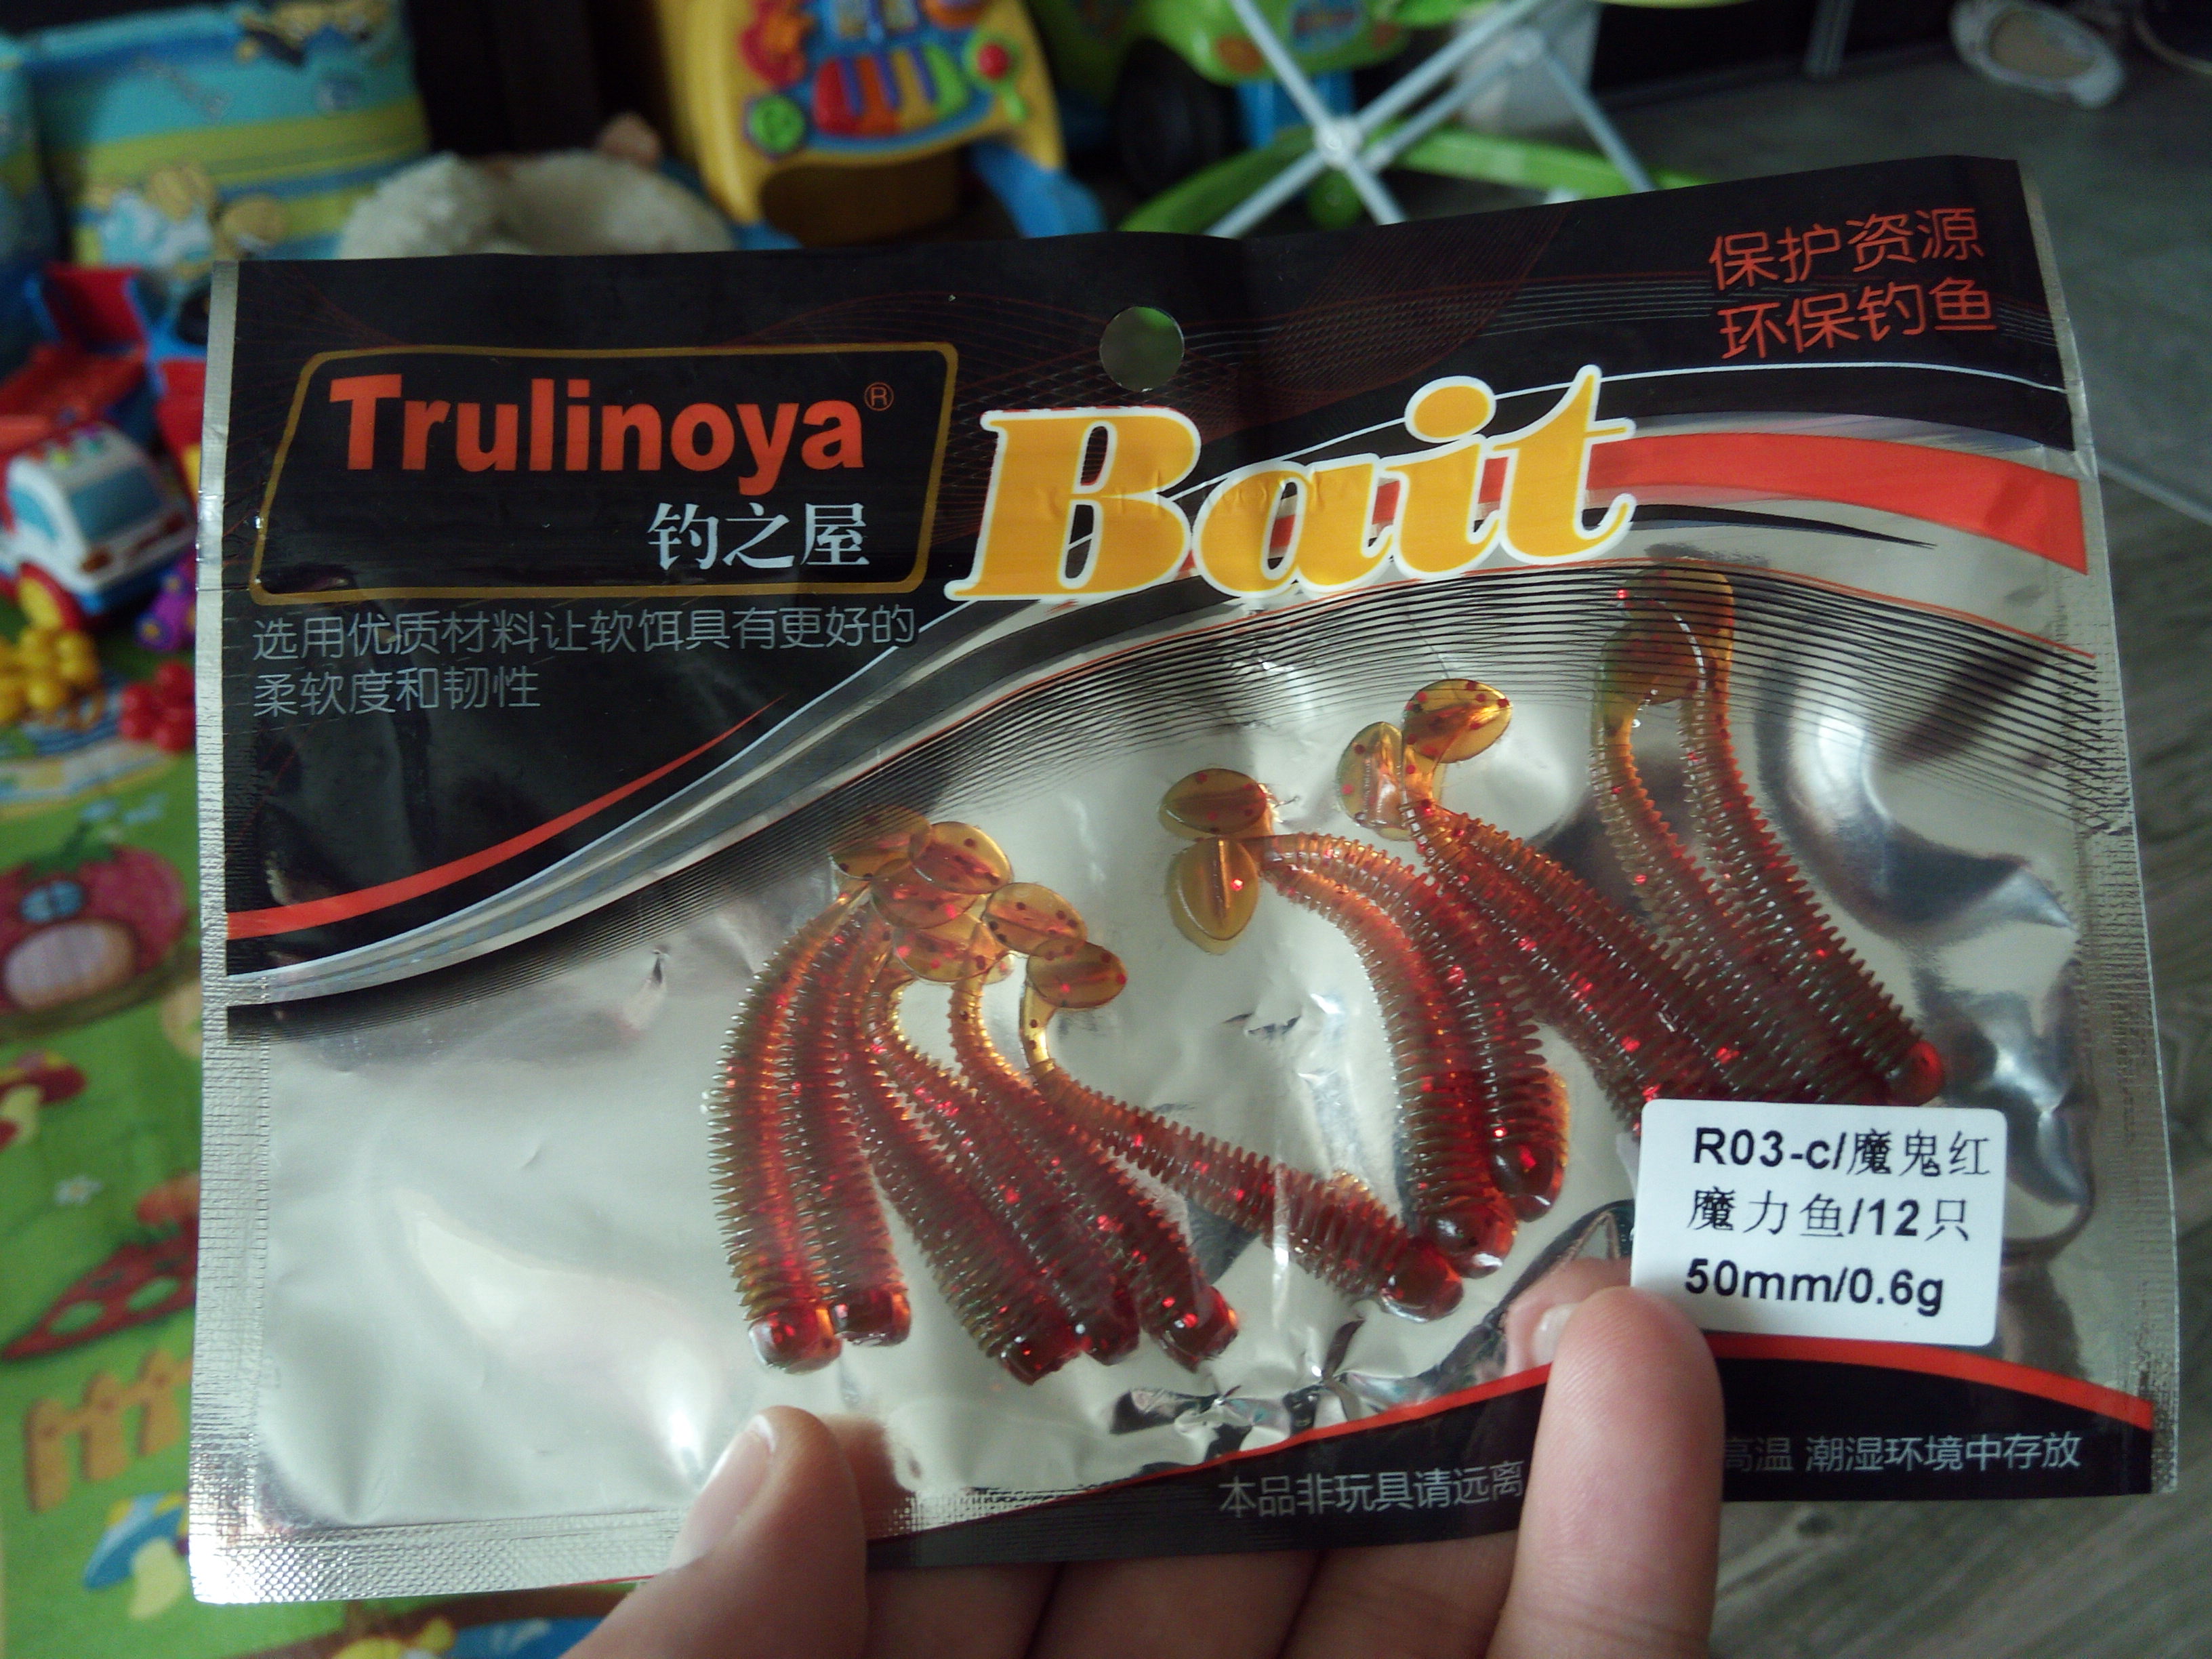 保护资源
环保钓鱼
Trulinoya®
钓之屋
Bait
选用优质材料让软饵具有更好的
柔软度和韧性
R03-c/魔鬼红
魔力鱼/12只
50mm/0.6g
本品非玩具请远离
高温 潮湿环境中存放